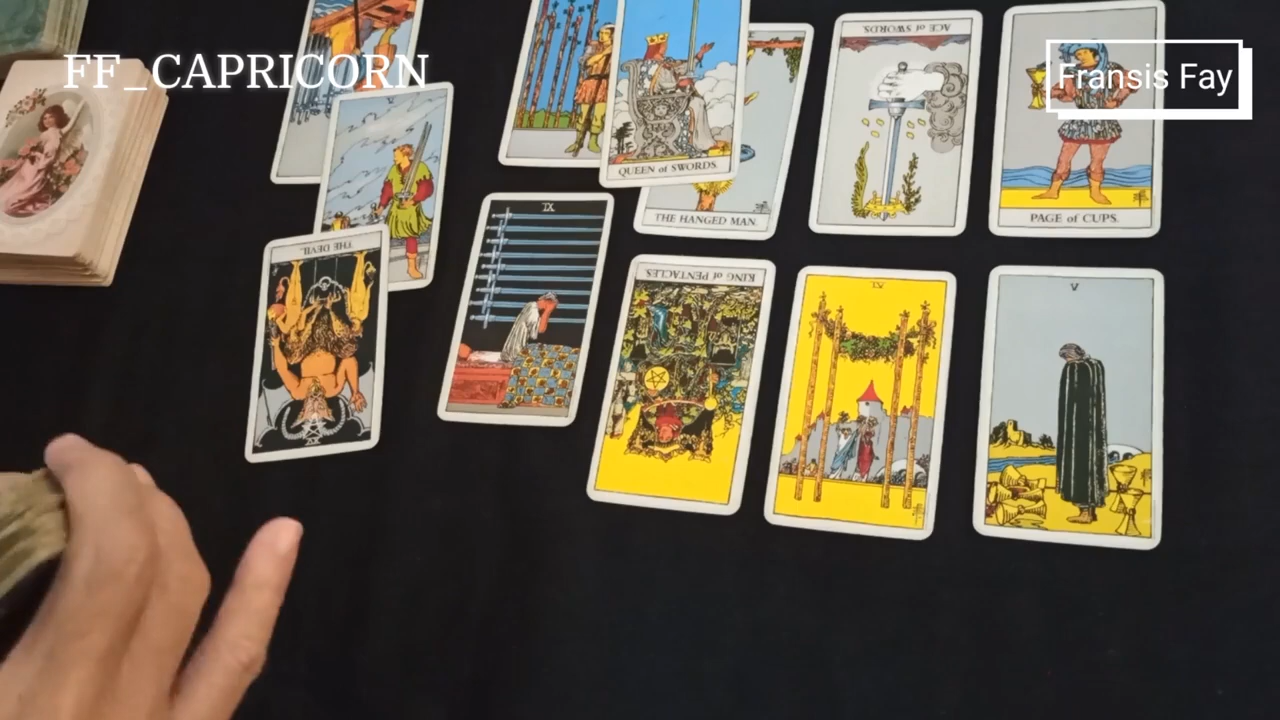 FF_CAPRICORN
Fransis Fay
ACE of SWORDS.
QUEEN of SWORDS.
THE HANGED MAN.
PAGE of CUPS.
V
THE DEVIL.
IX
KING of PENTACLES.
IV
V
XV